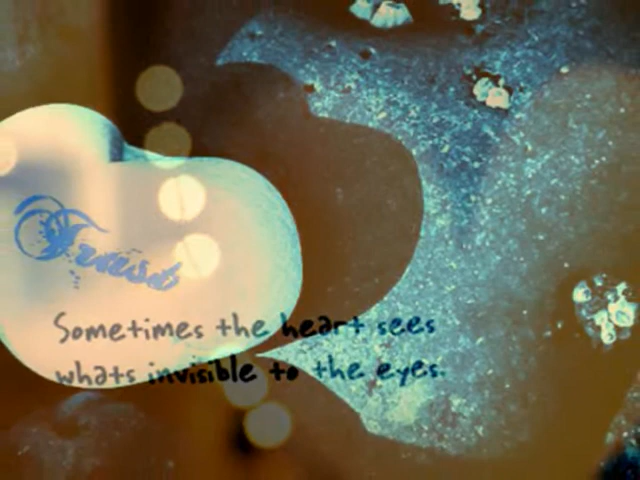 Trust
Sometimes the heart sees
whats invisible to the eyes.